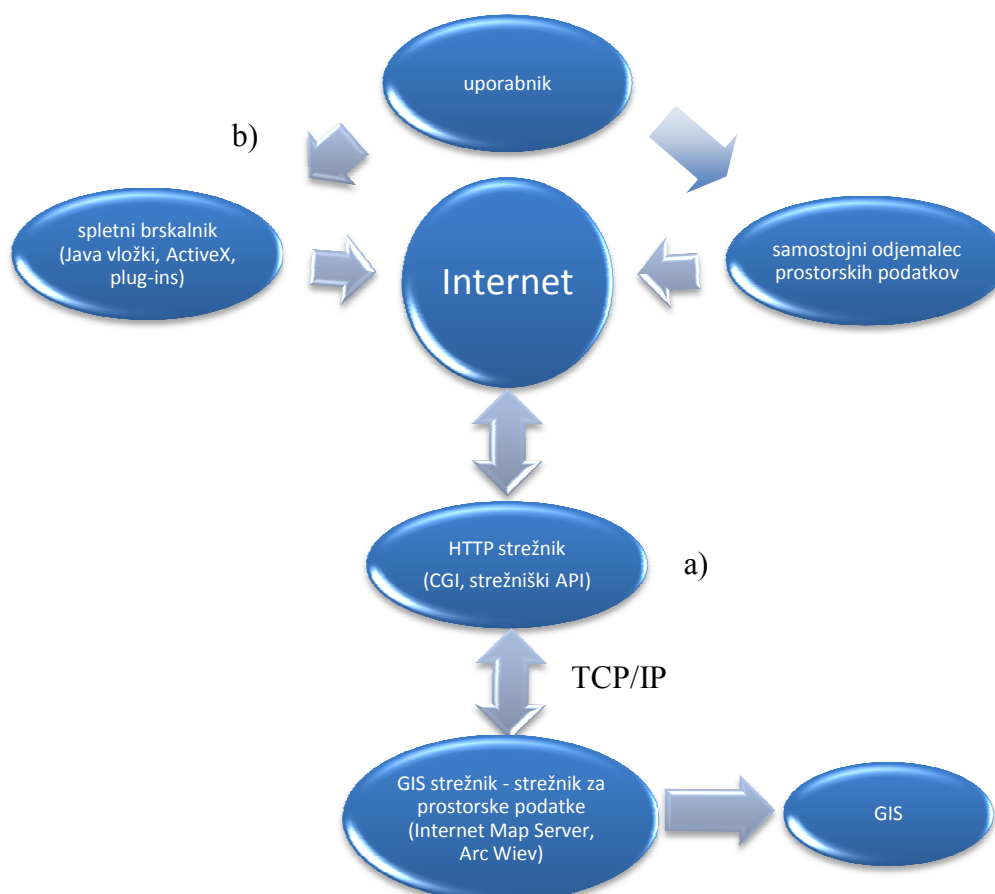 uporabnik
b)
spletni brskalnik
(Java vložki, ActiveX,
plug-ins)
Internet
samostojni odjemalec
prostorskih podatkov
HTTP strežnik
(CGI, strežniški API)
a)
TCP/IP
GIS strežnik - strežnik za
prostorske podatke
(Internet Map Server,
Arc Wiev)
GIS